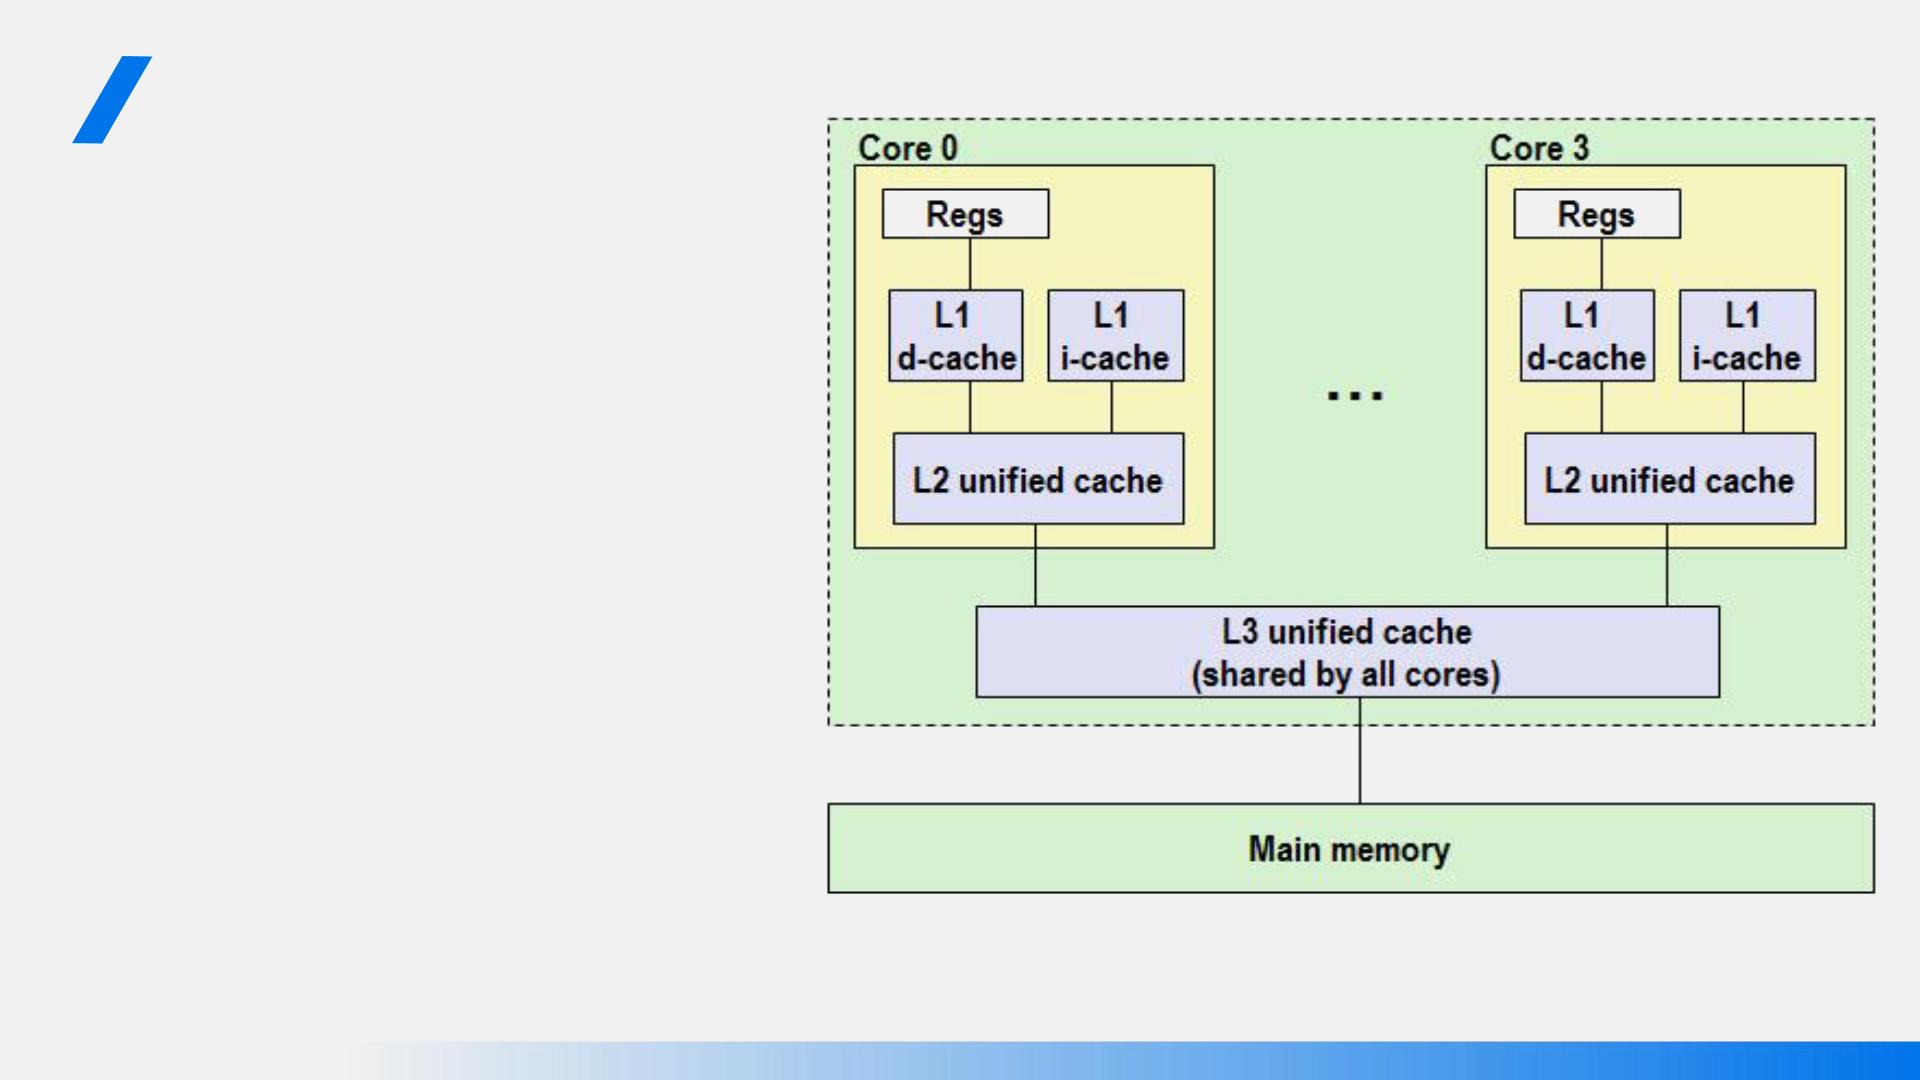 Core 0
Regs
L1
d-cache
L1
i-cache
L2 unified cache
...
Core 3
Regs
L1
d-cache
L1
i-cache
L2 unified cache
L3 unified cache
(shared by all cores)
Main memory